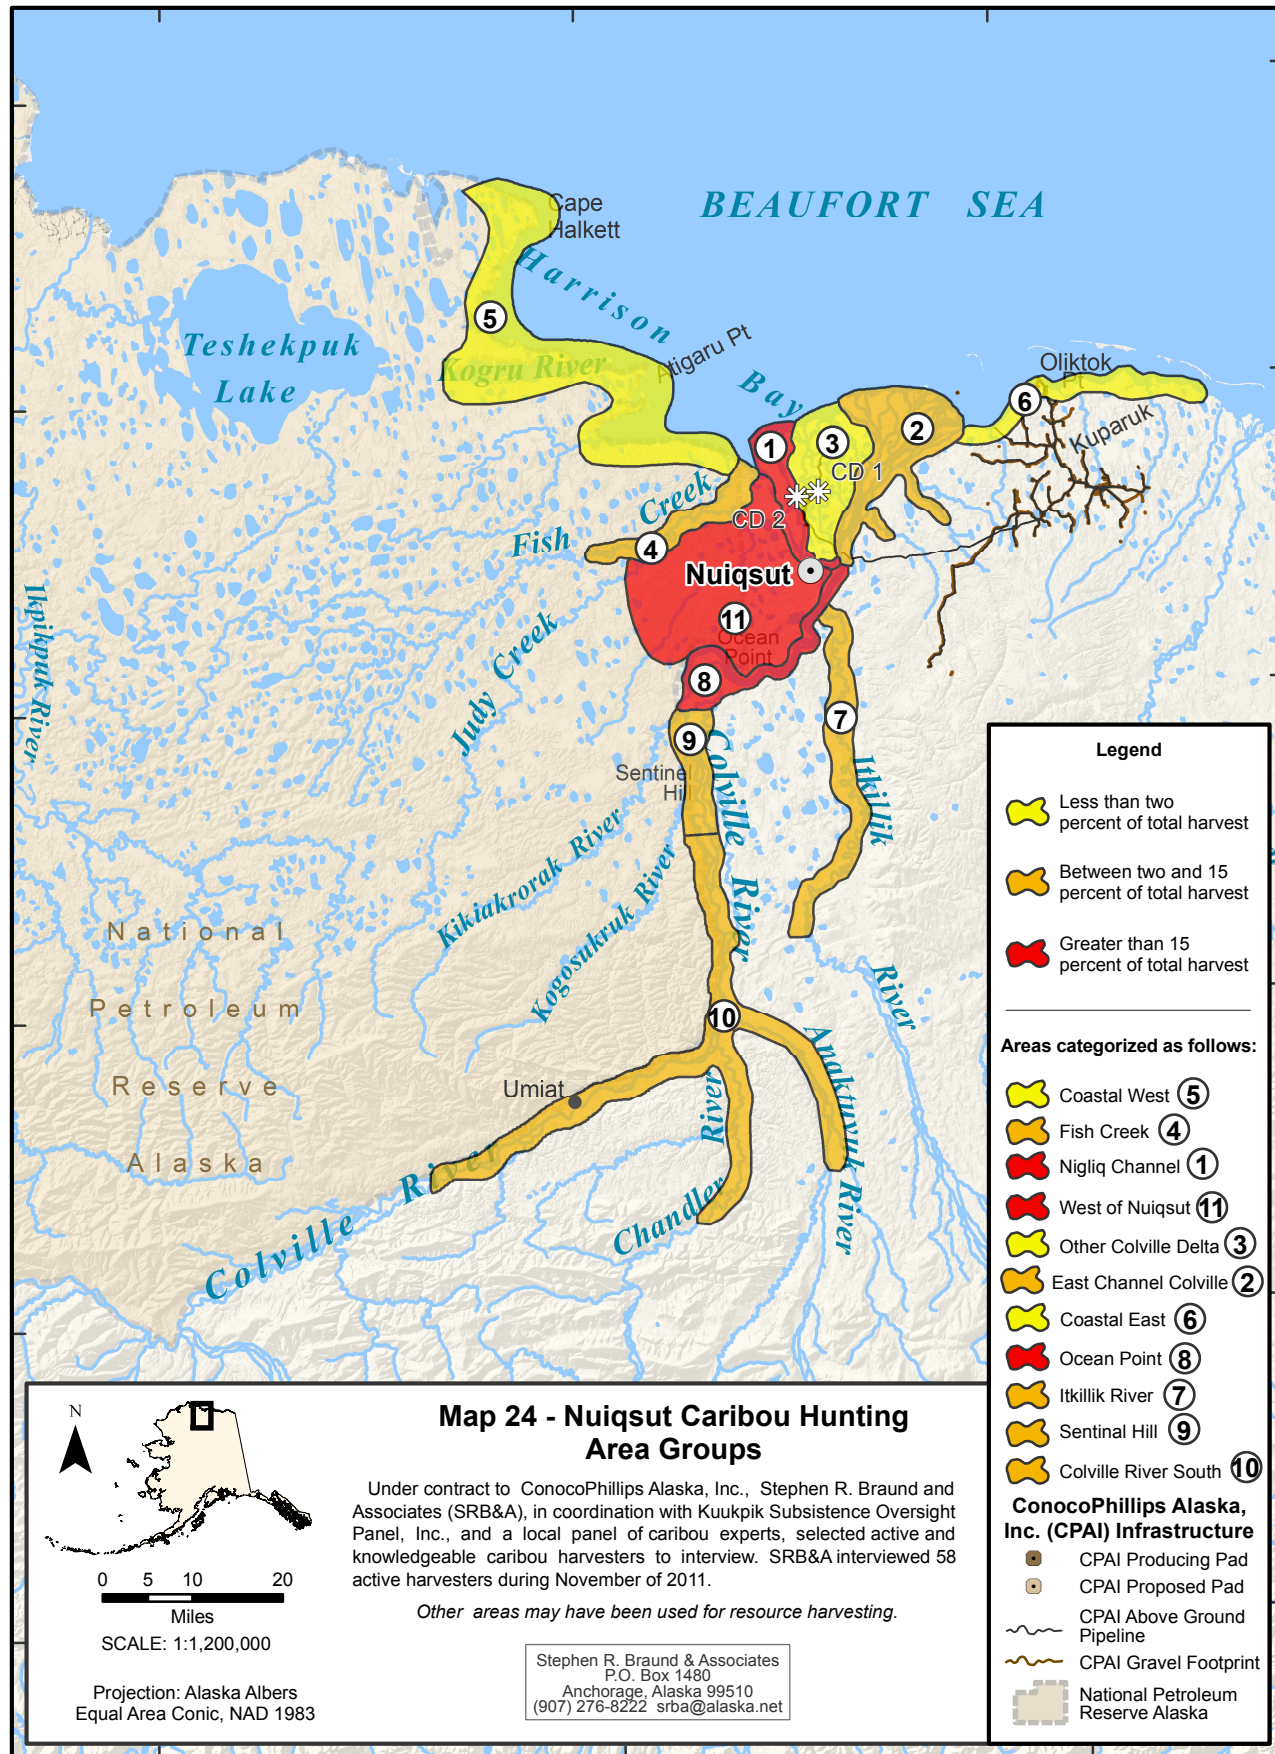 BEAUFORT SEA
Cape
Halkett
Harrison
Bay
Teshekpuk
Lake
5
Kogru River
Atigaru Pt
Oliktok
Pt
6
Kuparuk
1
3
2
CD 1
CD 2
Fish Creek
4
Nuiqsut
11
Ocean
Point
8
Ikpikpuk River
Judy Creek
9
7
Sentinel
Hill
Colville River
Itkillik
River
Kikiakrorak River
Kogosukruk River
National
Petroleum
Reserve
Alaska
10
Umiat
Anaktuvuk River
Chandler
River
Colville River
Legend
Less than two
percent of total harvest
Between two and 15
percent of total harvest
Greater than 15
percent of total harvest
Areas categorized as follows:
Coastal West 5
Fish Creek 4
Nigliq Channel 1
West of Nuiqsut 11
Other Colville Delta 3
East Channel Colville 2
Coastal East 6
Ocean Point 8
Itkillik River 7
Sentinal Hill 9
Colville River South 10
ConocoPhillips Alaska,
Inc. (CPAI) Infrastructure
CPAI Producing Pad
CPAI Proposed Pad
CPAI Above Ground
Pipeline
CPAI Gravel Footprint
National Petroleum
Reserve Alaska
N
0 5 10 20
Miles
SCALE: 1:1,200,000
Projection: Alaska Albers
Equal Area Conic, NAD 1983
Map 24 - Nuiqsut Caribou Hunting
Area Groups
Under contract to ConocoPhillips Alaska, Inc., Stephen R. Braund and
Associates (SRB&A), in coordination with Kuukpik Subsistence Oversight
Panel, Inc., and a local panel of caribou experts, selected active and
knowledgeable caribou harvesters to interview. SRB&A interviewed 58
active harvesters during November of 2011.
Other areas may have been used for resource harvesting.
Stephen R. Braund & Associates
P.O. Box 1480
Anchorage, Alaska 99510
(907) 276-8222 srba@alaska.net